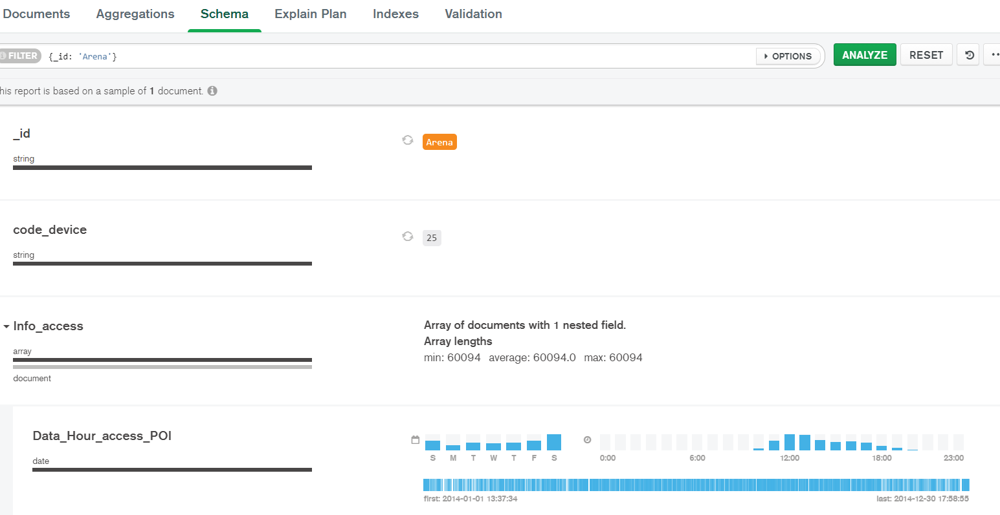 Documents Aggregations Schema Explain Plan Indexes Validation
FILTER {_id: 'Arena'} OPTIONS ANALYZE RESET
his report is based on a sample of 1 document.
_id
string
Arena
code_device
string
25
Info_access
array
document
Array of documents with 1 nested field.
Array lengths
min: 60094 average: 60094.0 max: 60094
Data_Hour_access_POI
date
S M T W T F S
0:00 6:00 12:00 18:00 23:00
first: 2014-01-01 13:37:34
last: 2014-12-30 17:58:55